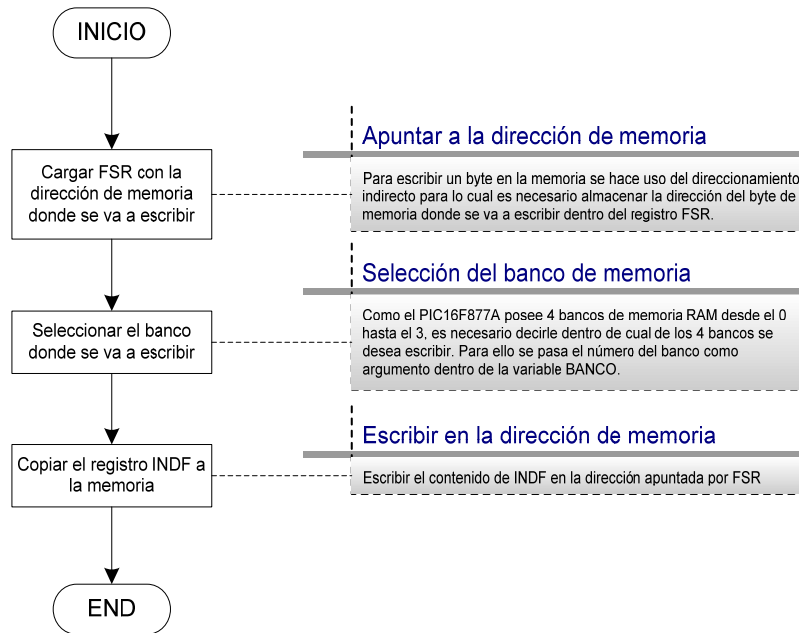 INICIO
Apuntar a la dirección de memoria
Cargar FSR con la
dirección de memoria
donde se va a escribir
Para escribir un byte en la memoria se hace uso del direccionamiento
indirecto para lo cual es necesario almacenar la dirección del byte de
memoria donde se va a escribir dentro del registro FSR.
Selección del banco de memoria
Seleccionar el banco
donde se va a escribir
Como el PIC16F877A posee 4 bancos de memoria RAM desde el 0
hasta el 3, es necesario decirle dentro de cual de los 4 bancos se
desea escribir. Para ello se pasa el número del banco como
argumento dentro de la variable BANCO.
Escribir en la dirección de memoria
Copiar el registro INDF a
la memoria
Escribir el contenido de INDF en la dirección apuntada por FSR
END